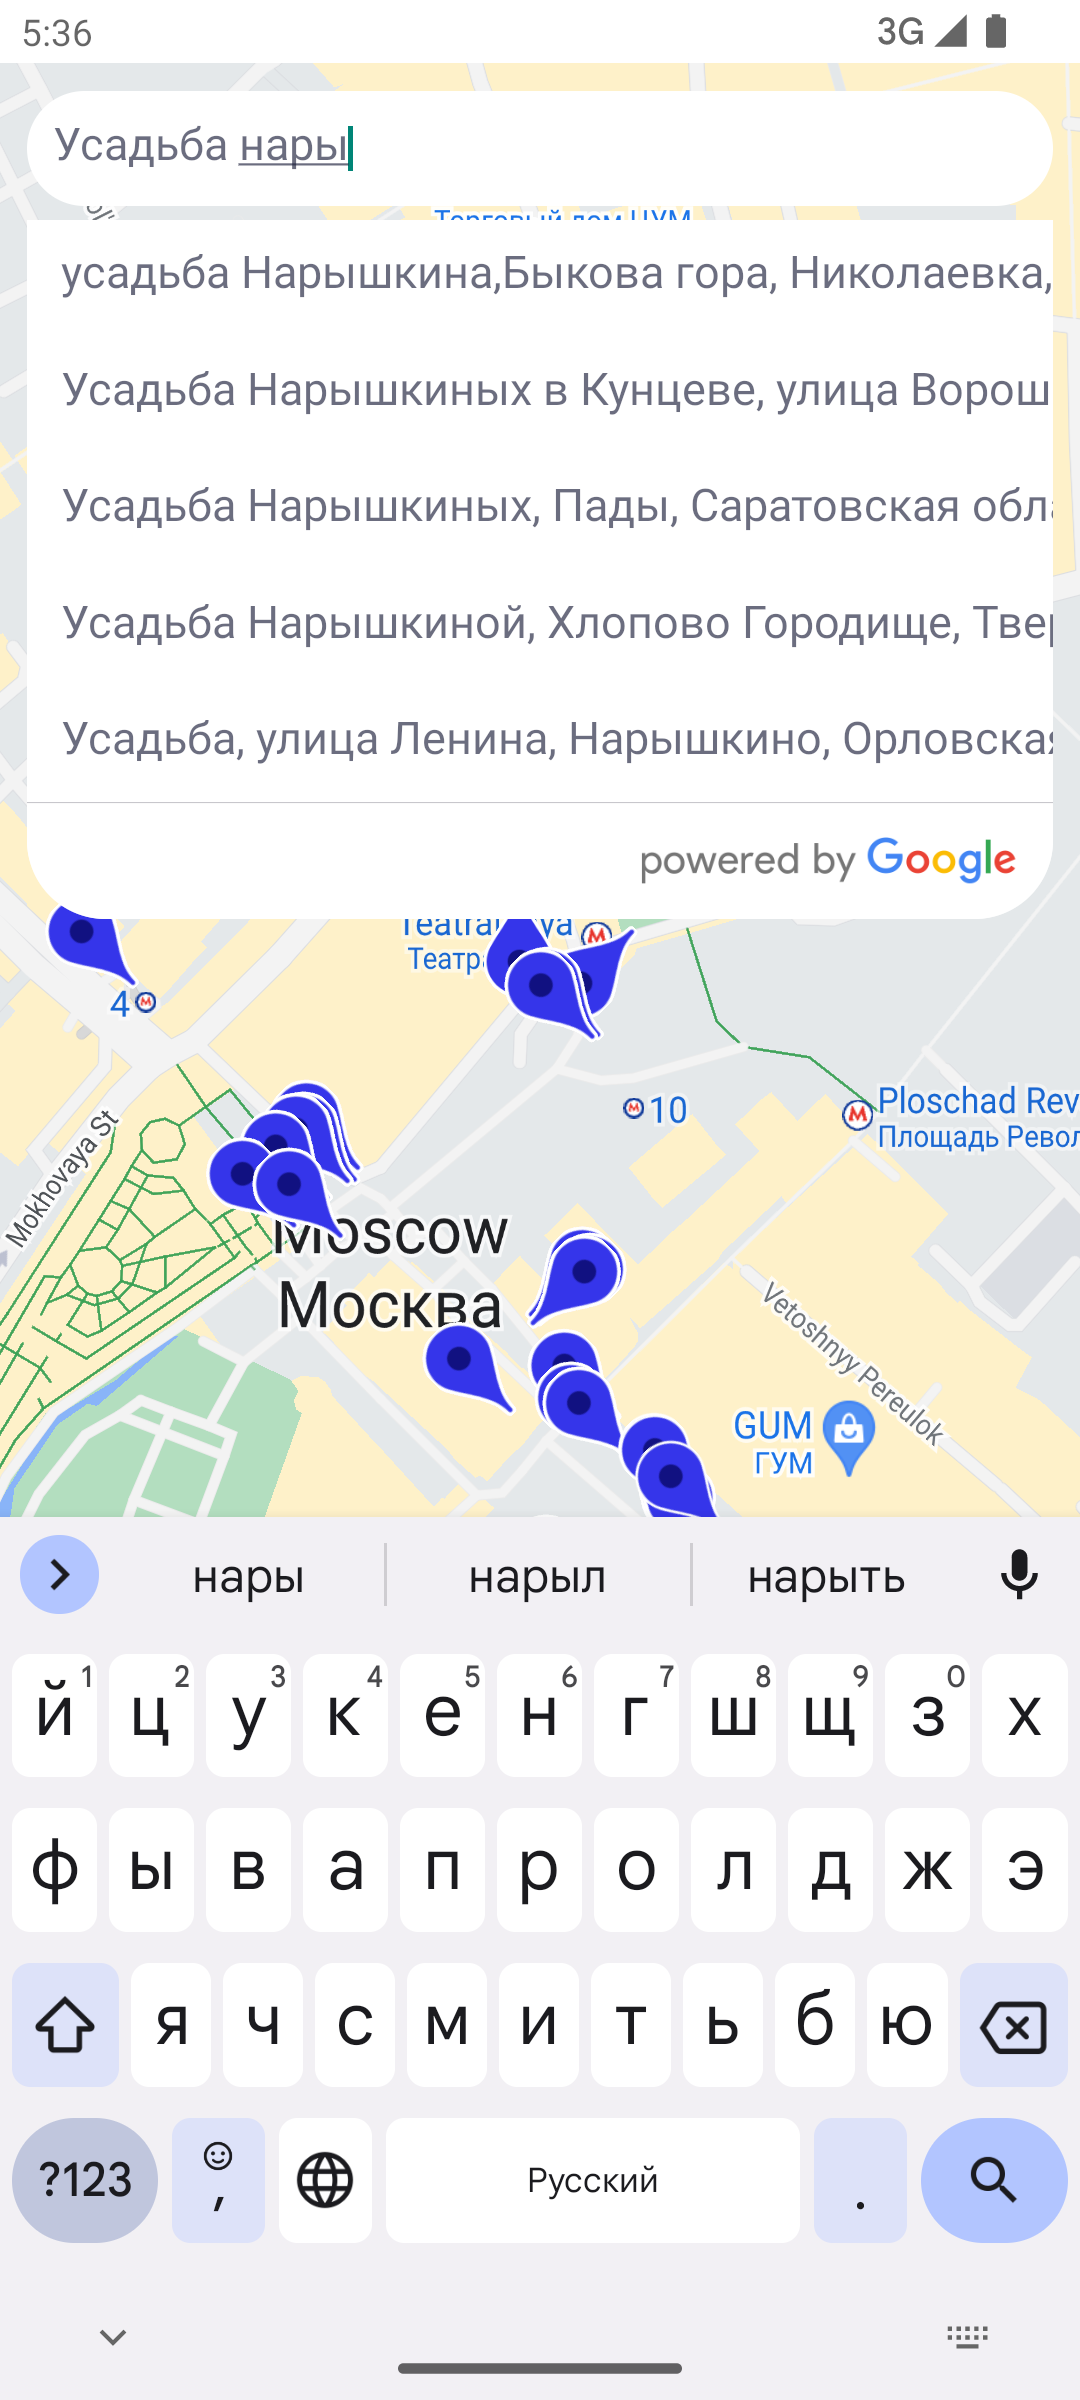 5:36
3G
Усадьба нары
усадьба Нарышкина,Быкова гора, Николаевка,
Усадьба Нарышкиных в Кунцеве, улица Ворош
Усадьба Нарышкиных, Пады, Саратовская обла
Усадьба Нарышкиной, Хлопово Городище, Твер
Усадьба, улица Ленина, Нарышкино, Орловская
powered by Google
4
10
Ploschad Rev
Площадь Револ
Mokhovaya St
Moscow
Москва
Vetoshnyy Pereulok
GUM
ГУМ
нары
нарыл
нарыть
й 1 ц 2 у 3 к 4 е 5 н 6 г 7 ш 8 щ 9 з 0 х
ф ы в а п р о л д ж э
я ч с м и т ь б ю
?123 , Русский .